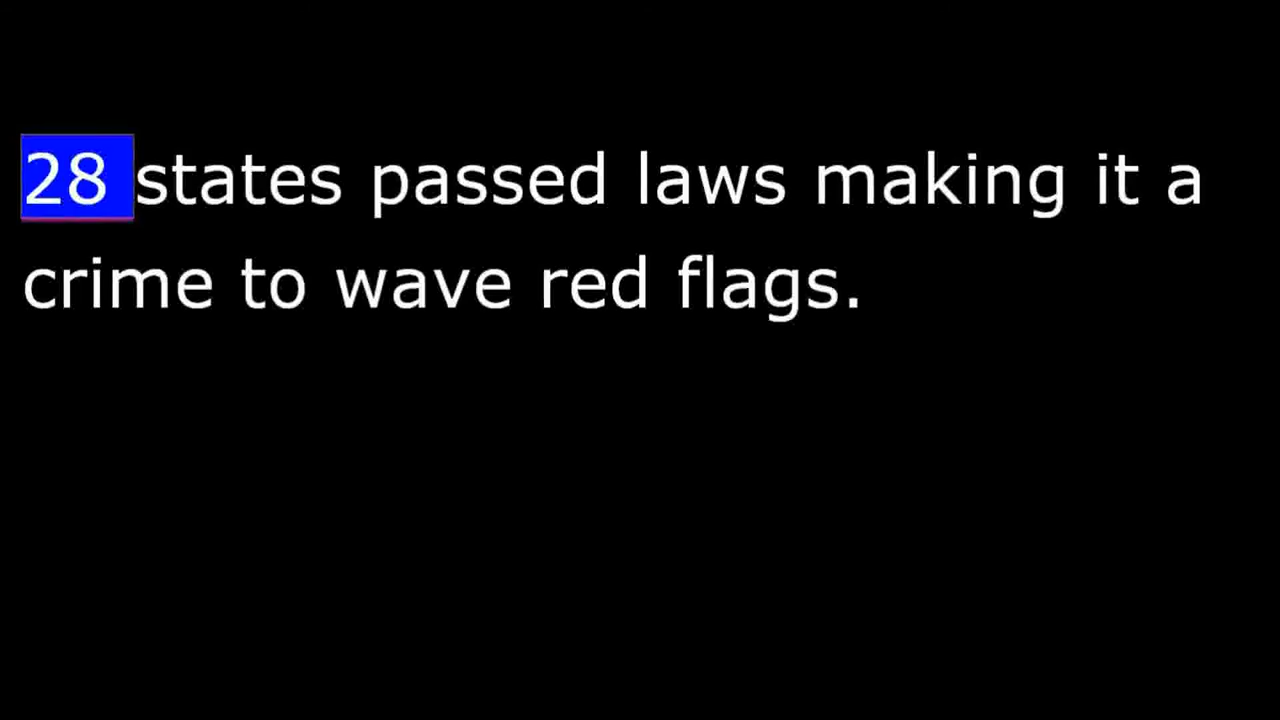 28 states passed laws making it a
crime to wave red flags.